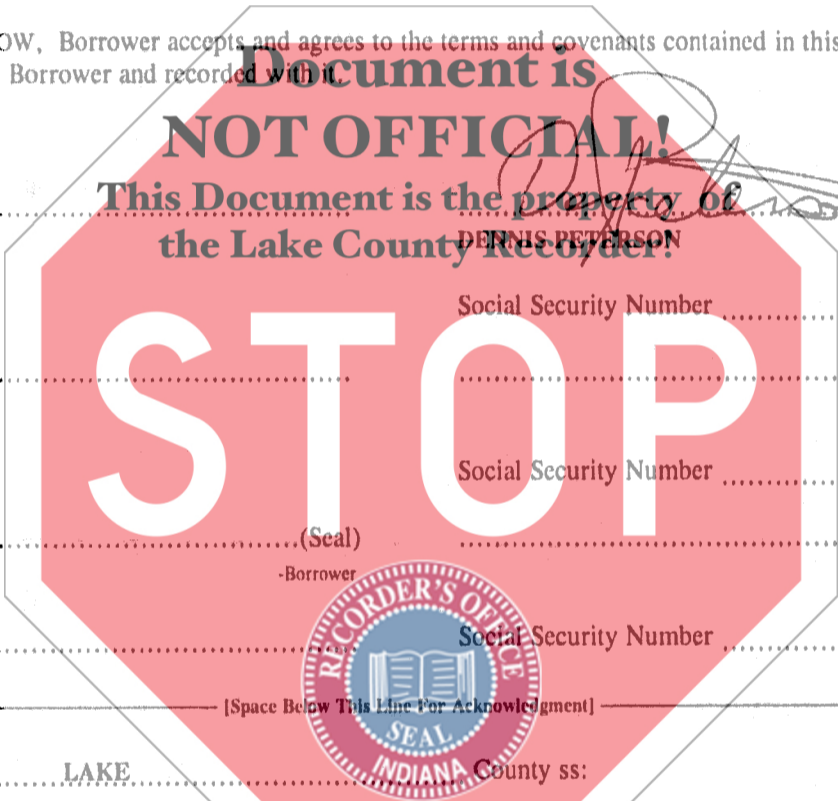 OW, Borrower accepts and agrees to the terms and covenants contained in this
Borrower and recorded with it.
Document is
NOT OFFICIAL!
This Document is the property of
the Lake County Recorder!
DENNIS PETERSON
Social Security Number
STOP
Social Security Number
(Seal)
-Borrower
Social Security Number
RECORDER'S OFFICE
SEAL
INDIANA
[Space Below This Line For Acknowledgment]
LAKE County ss: